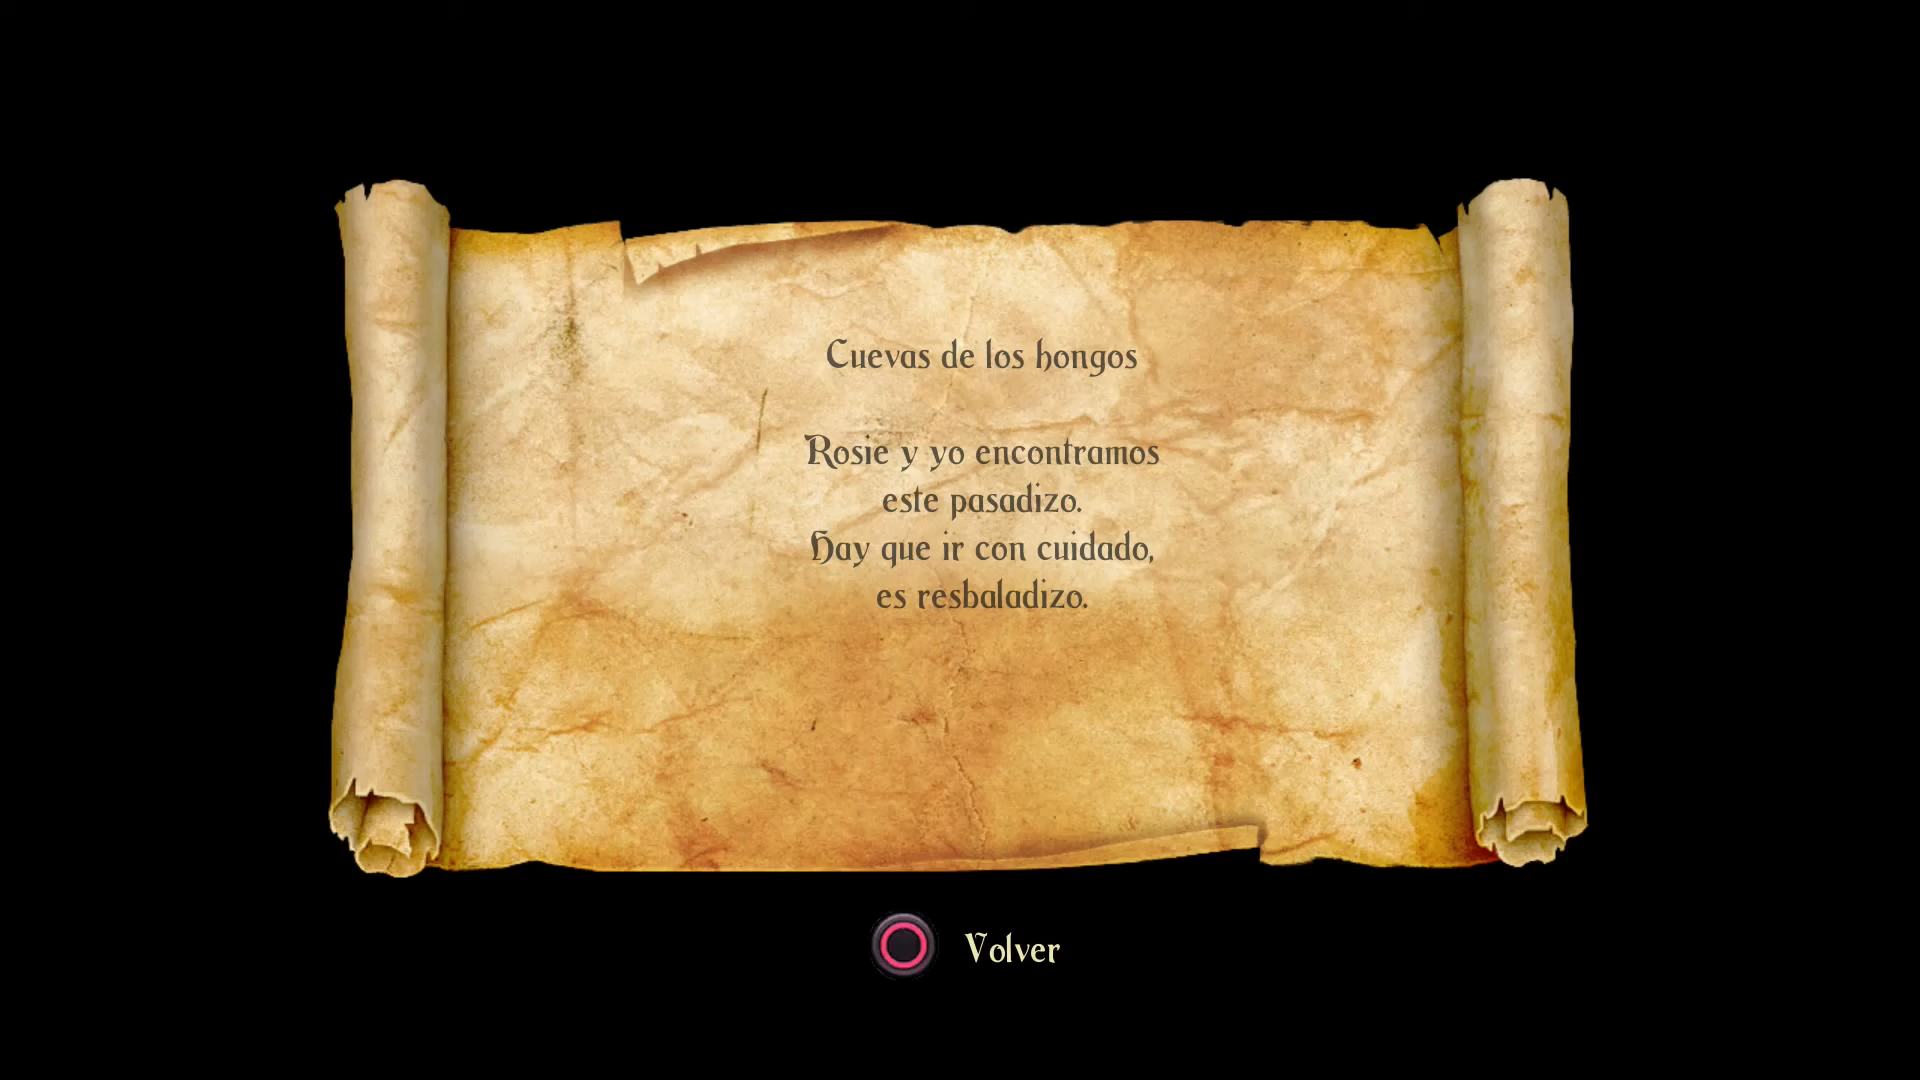 Cuevas de los hongos
Rosie y yo encontramos
este pasadizo.
Hay que ir con cuidado,
es resbaladizo.
Volver